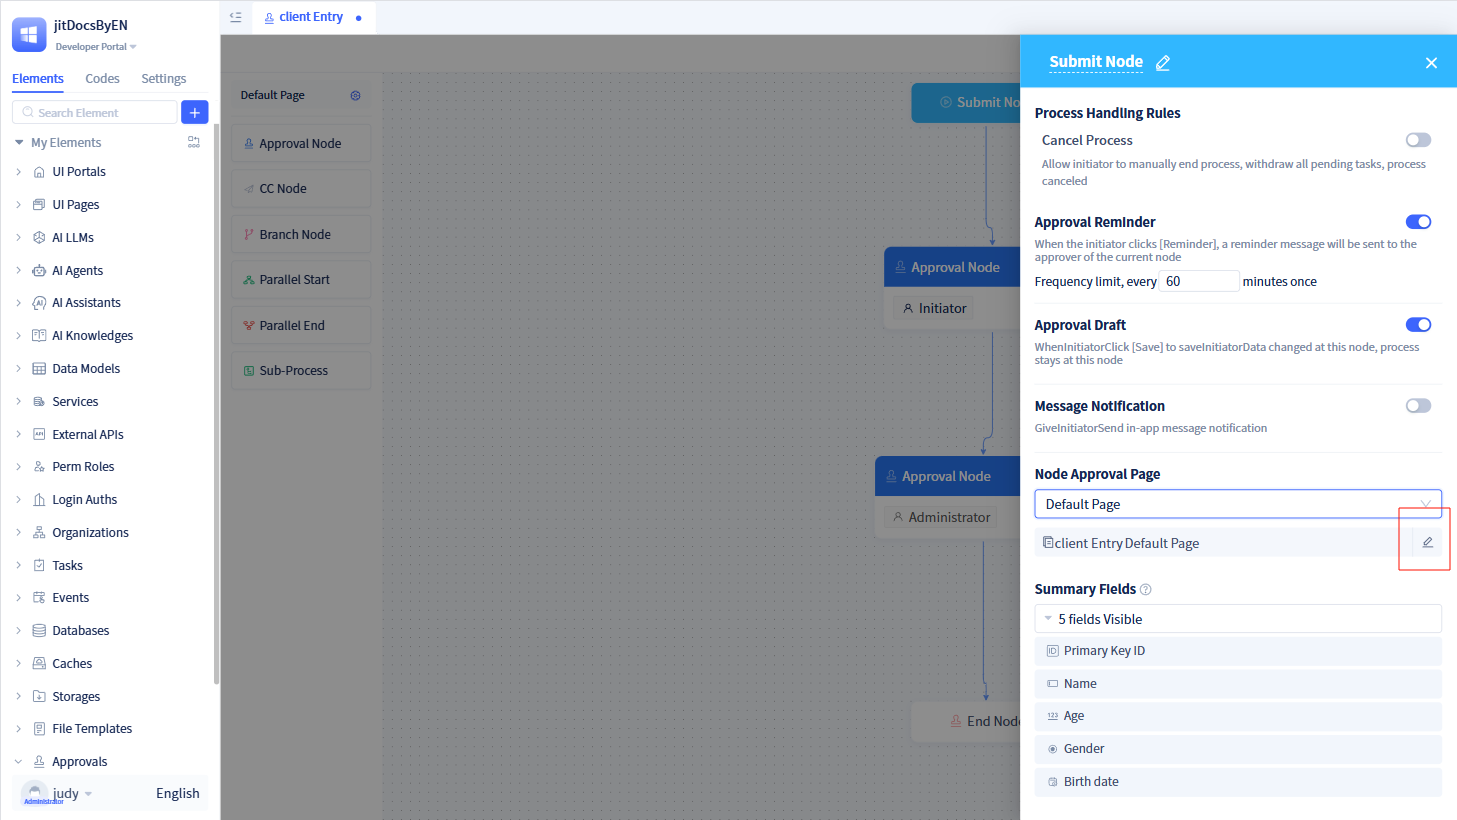 jitDocsByEN
Developer Portal
Elements
Codes
Settings
Search Element
My Elements
UI Portals
UI Pages
AI LLMs
AI Agents
AI Assistants
AI Knowledges
Data Models
Services
External APIs
Perm Roles
Login Auths
Organizations
Tasks
Events
Databases
Caches
Storages
File Templates
Approvals
judy
Administrator
English
client Entry
Default Page
Approval Node
CC Node
Branch Node
Parallel Start
Parallel End
Sub-Process
Submit No
Approval Node
Initiator
Approval Node
Administrator
End Node
Submit Node
Process Handling Rules
Cancel Process
Allow initiator to manually end process, withdraw all pending tasks, process
canceled
Approval Reminder
When the initiator clicks [Reminder], a reminder message will be sent to the
approver of the current node
Frequency limit, every 60 minutes once
Approval Draft
WhenInitiatorClick [Save] to saveInitiatorData changed at this node, process
stays at this node
Message Notification
GiveInitiatorSend in-app message notification
Node Approval Page
Default Page
client Entry Default Page
Summary Fields
5 fields Visible
Primary Key ID
Name
Age
Gender
Birth date